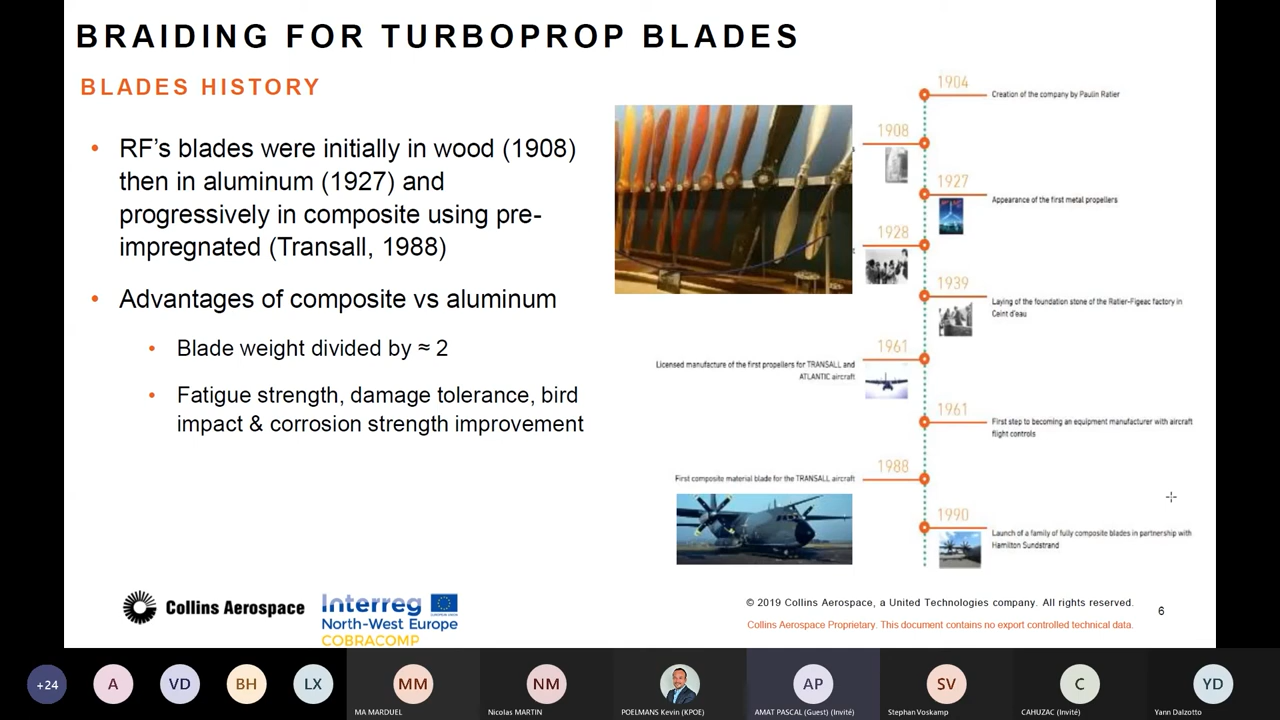 BRAIDING FOR TURBOPROP BLADES
BLADES HISTORY
• RF’s blades were initially in wood (1908)
then in aluminum (1927) and
progressively in composite using pre-
impregnated (Transall, 1988)
• Advantages of composite vs aluminum
• Blade weight divided by ≈ 2
• Fatigue strength, damage tolerance, bird
impact & corrosion strength improvement
1904
Creation of the company by Paulin Ratier
1908
1927
Appearance of the first metal propellers
1928
1939
Laying of the foundation stone of the Ratier-Figeac factory in
Ceint d'eau
1961
Licensed manufacture of the first propellers for TRANSALL and
ATLANTIC aircraft
1961
First step to becoming an equipment manufacturer with aircraft
flight controls
1988
First composite material blade for the TRANSALL aircraft
1990
Launch of a family of fully composite blades in partnership with
Hamilton Sundstrand
Collins Aerospace
Interreg
North-West Europe
COBRACOMP
© 2019 Collins Aerospace, a United Technologies company. All rights reserved.
Collins Aerospace Proprietary. This document contains no export controlled technical data.
6
+24
A
VD
BH
LX
MM
MA MARDUEL
NM
Nicolas MARTIN
POELMANS Kevin (KPOE)
AP
AMAT PASCAL (Guest) (Invité)
SV
Stephan Voskamp
C
CAHUZAC (Invité)
YD
Yann Dalzotto